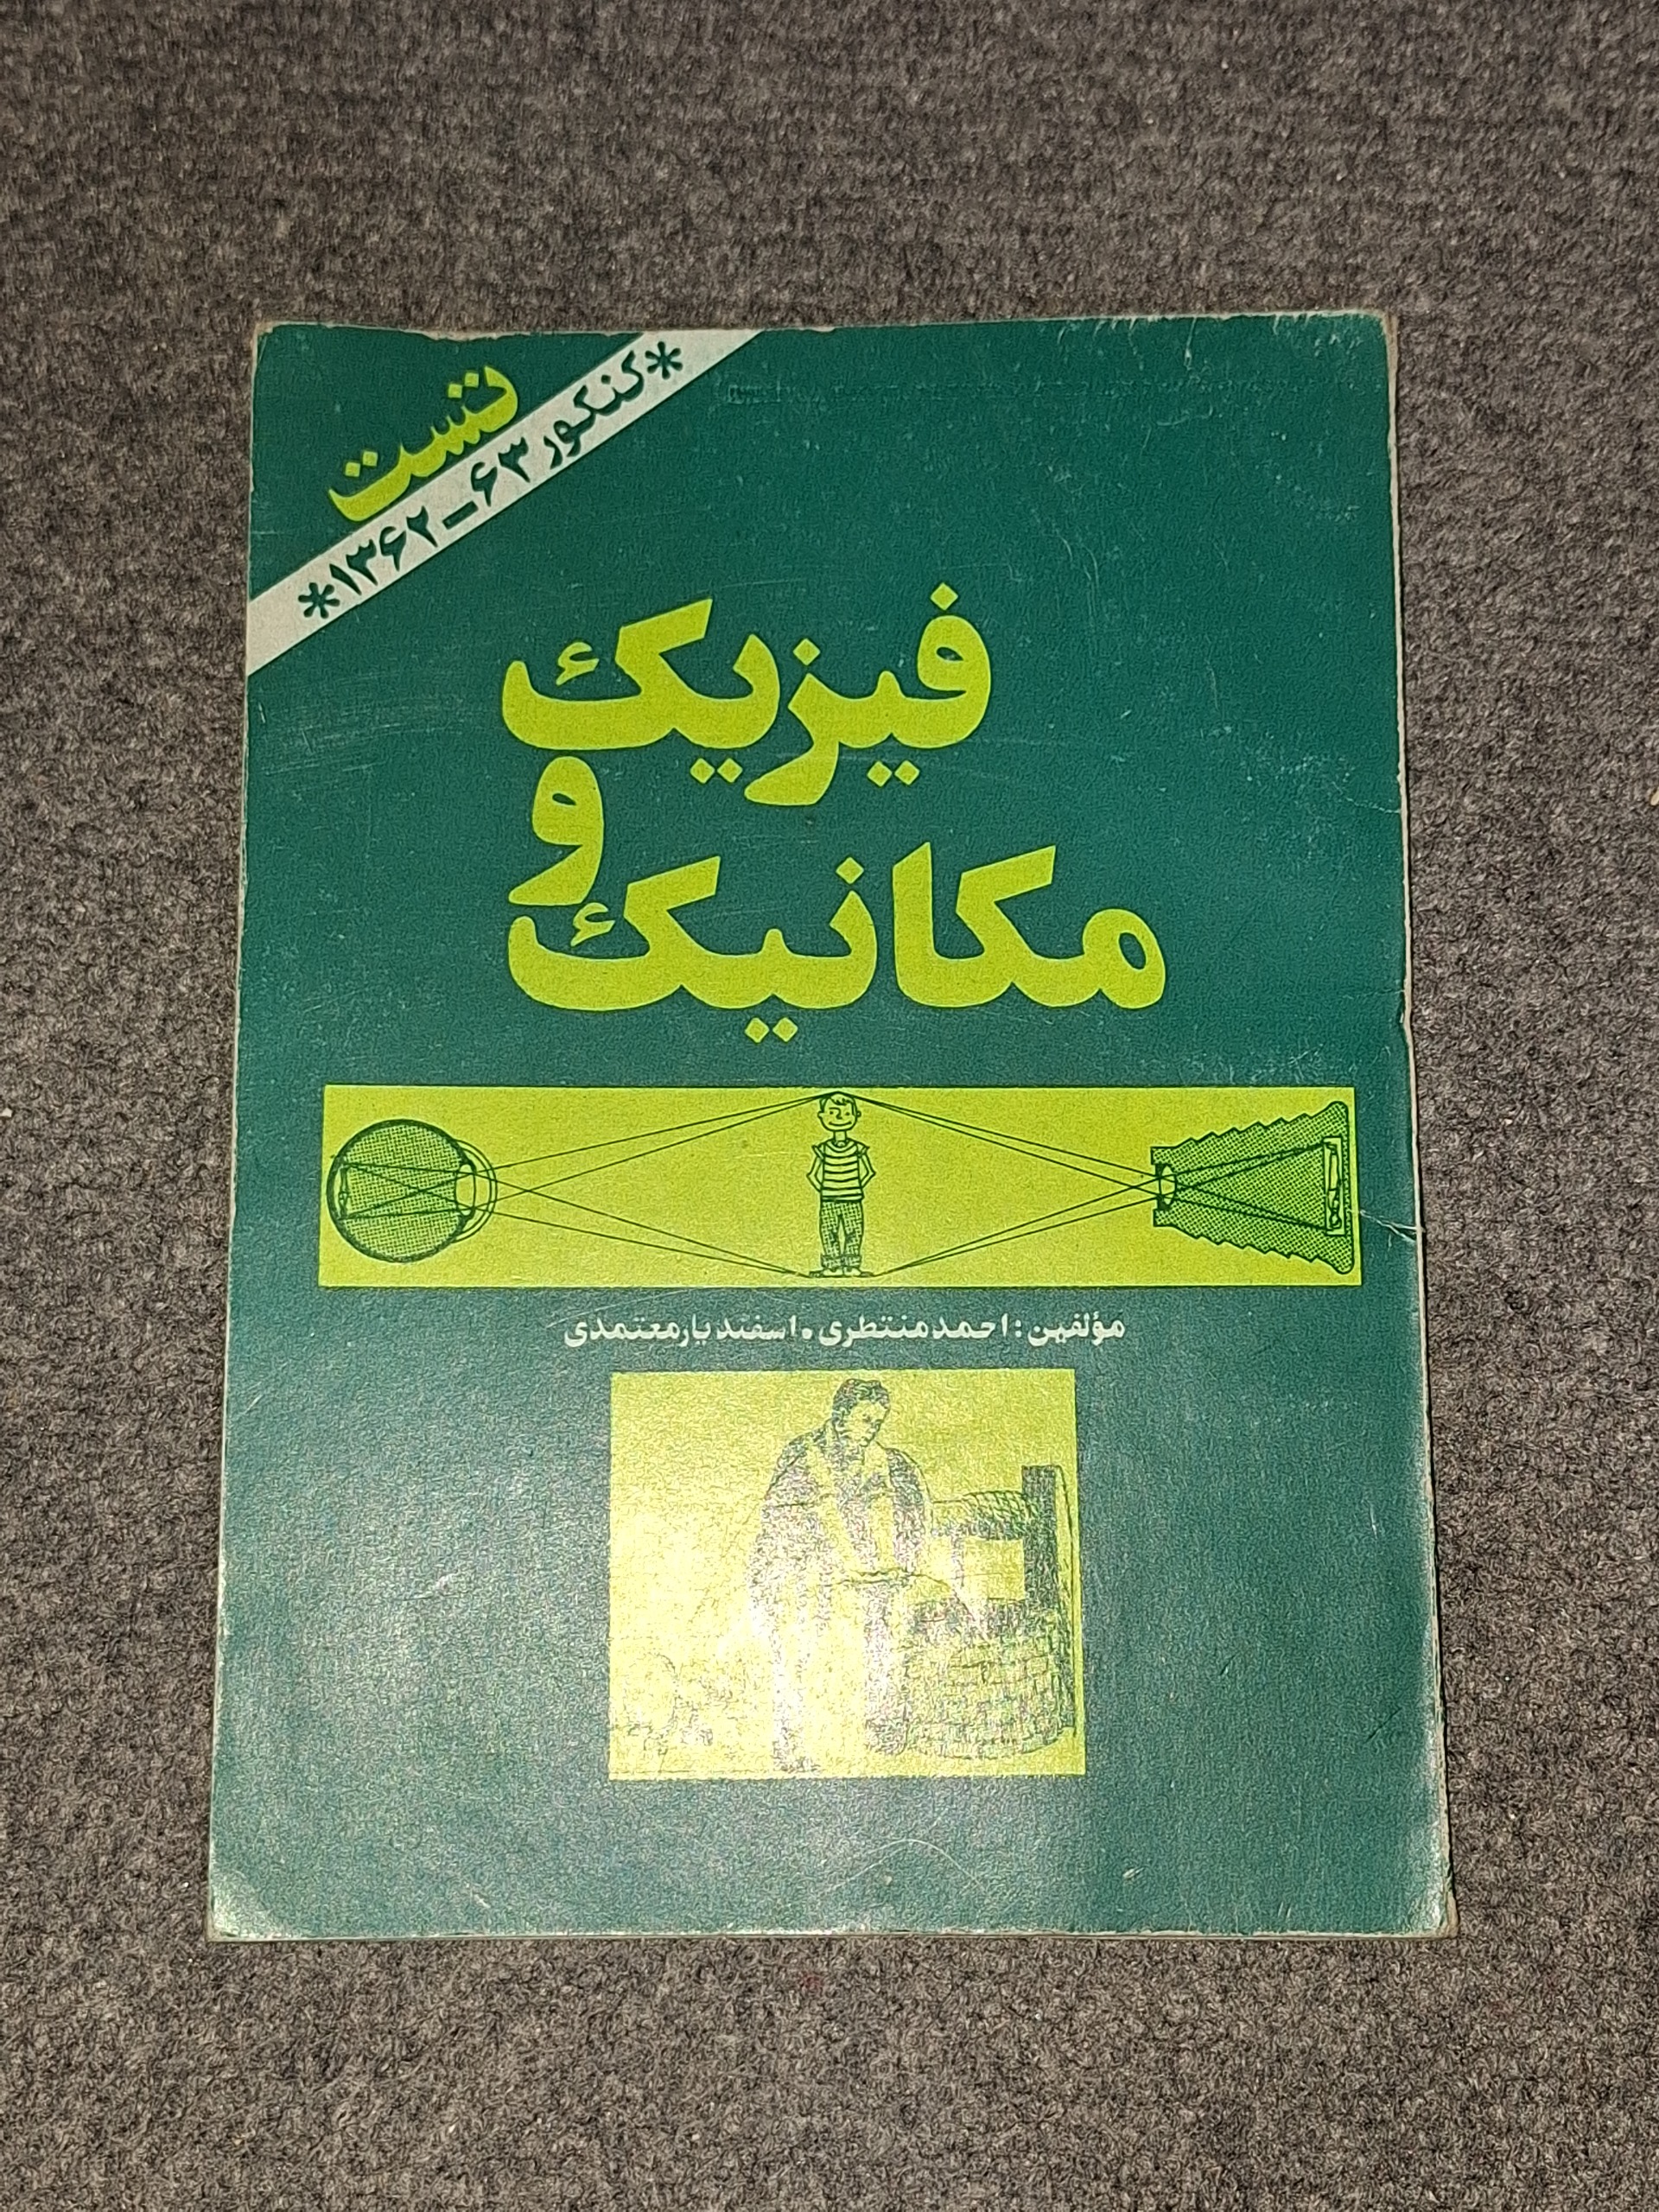 تست
*کنکور ۶۳-۱۳۶۲*
فیزیک
و
مکانیک
مؤلفین: احمد منتظری. اسفندیار معتمدی